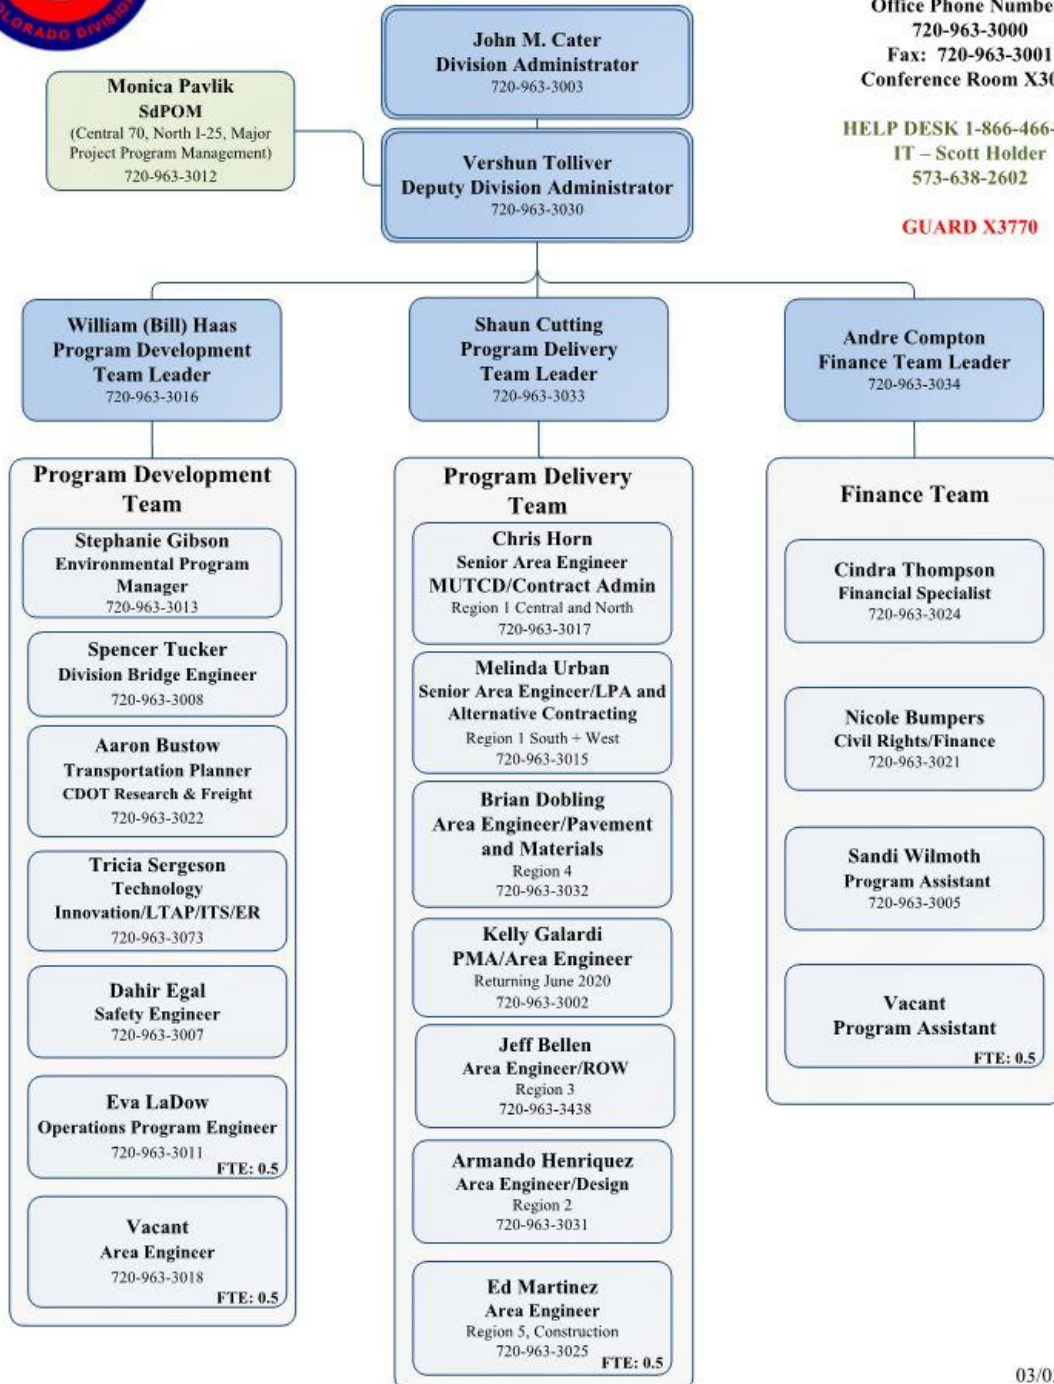 COLORADO DIVISION
Office Phone Number
720-963-3000
Fax: 720-963-3001
Conference Room
HELP DESK 1-866-466-
IT – Scott Holder
573-638-2602
GUARD X3770
John M. Cater
Division Administrator
720-963-3003
Monica Pavlik
SdPOM
(Central 70, North I-25, Major
Project Program Management)
720-963-3012
Vershun Tolliver
Deputy Division Administrator
720-963-3030
William (Bill) Haas
Program Development
Team Leader
720-963-3016
Shaun Cutting
Program Delivery
Team Leader
720-963-3033
Andre Compton
Finance Team Leader
720-963-3034
Program Development
Team
Stephanie Gibson
Environmental Program
Manager
720-963-3013
Spencer Tucker
Division Bridge Engineer
720-963-3008
Aaron Bustow
Transportation Planner
CDOT Research & Freight
720-963-3022
Tricia Sergeson
Technology
Innovation/LTAP/ITS/ER
720-963-3073
Dahir Egal
Safety Engineer
720-963-3007
Eva LaDow
Operations Program Engineer
720-963-3011
FTE: 0.5
Vacant
Area Engineer
720-963-3018
FTE: 0.5
Program Delivery
Team
Chris Horn
Senior Area Engineer
MUTCD/Contract Admin
Region 1 Central and North
720-963-3017
Melinda Urban
Senior Area Engineer/LPA and
Alternative Contracting
Region 1 South + West
720-963-3015
Brian Dobling
Area Engineer/Pavement
and Materials
Region 4
720-963-3032
Kelly Galardi
PMA/Area Engineer
Returning June 2020
720-963-3002
Jeff Bellen
Area Engineer/ROW
Region 3
720-963-3438
Armando Henriquez
Area Engineer/Design
Region 2
720-963-3031
Ed Martinez
Area Engineer
Region 5, Construction
720-963-3025
FTE: 0.5
Finance Team
Cindra Thompson
Financial Specialist
720-963-3024
Nicole Bumpers
Civil Rights/Finance
720-963-3021
Sandi Wilmoth
Program Assistant
720-963-3005
Vacant
Program Assistant
FTE: 0.5